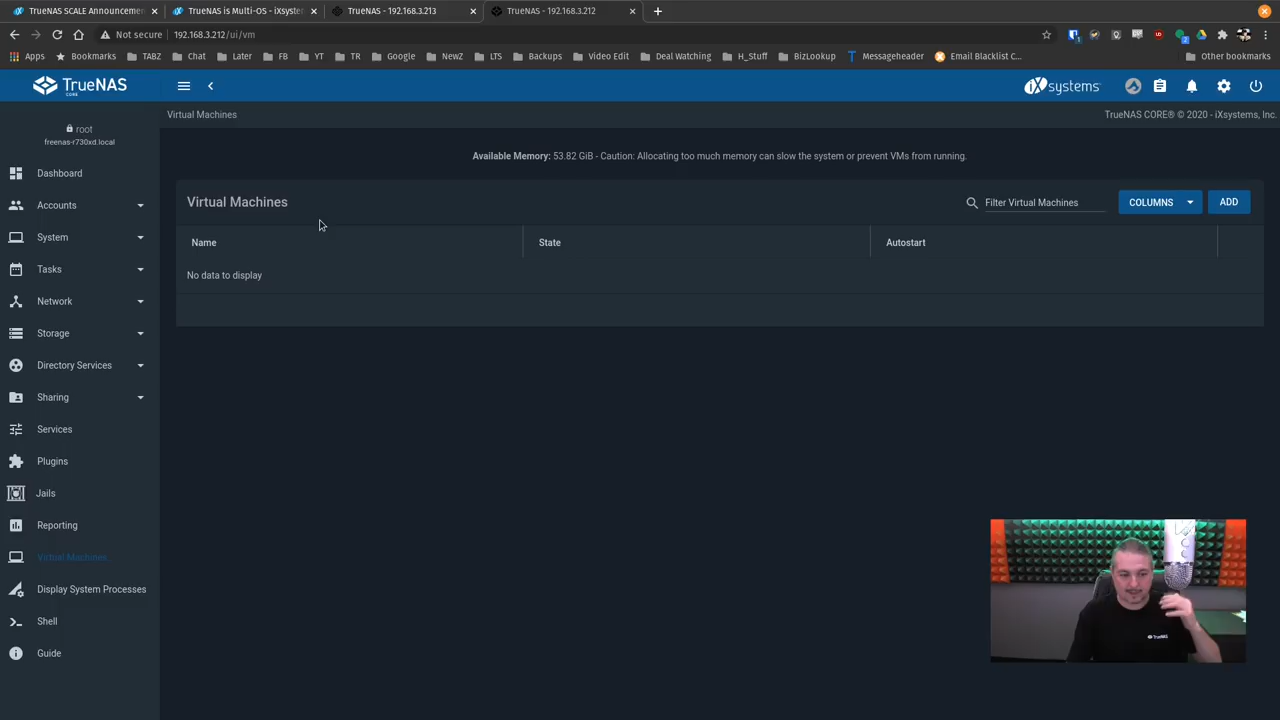 TrueNAS SCALE Announcemen
TrueNAS is Multi-OS - iXsystem
TrueNAS - 192.168.3.213
TrueNAS - 192.168.3.212
Not secure
192.168.3.212/ui/vm
Apps
Bookmarks
TABZ
Chat
Later
FB
YT
TR
Google
NewZ
LTS
Backups
Video Edit
Deal Watching
H_Stuff
BizLookup
Messageheader
Email Blacklist C...
Other bookmarks
TrueNAS
CORE
iXsystems
root
freenas-r730xd.local
Virtual Machines
TrueNAS CORE® © 2020 - iXsystems, Inc.
Dashboard
Accounts
System
Tasks
Network
Storage
Directory Services
Sharing
Services
Plugins
Jails
Reporting
Virtual Machines
Display System Processes
Shell
Guide
Available Memory: 53.82 GiB - Caution: Allocating too much memory can slow the system or prevent VMs from running.
Virtual Machines
Filter Virtual Machines
COLUMNS
ADD
Name
State
Autostart
No data to display
TrueNAS